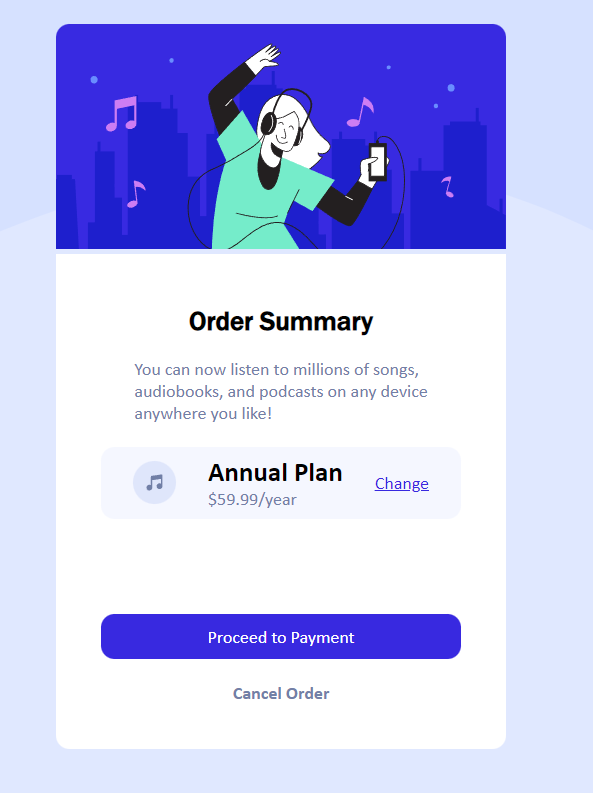 Order Summary
You can now listen to millions of songs,
audiobooks, and podcasts on any device
anywhere you like!
Annual Plan
$59.99/year
Change
Proceed to Payment
Cancel Order